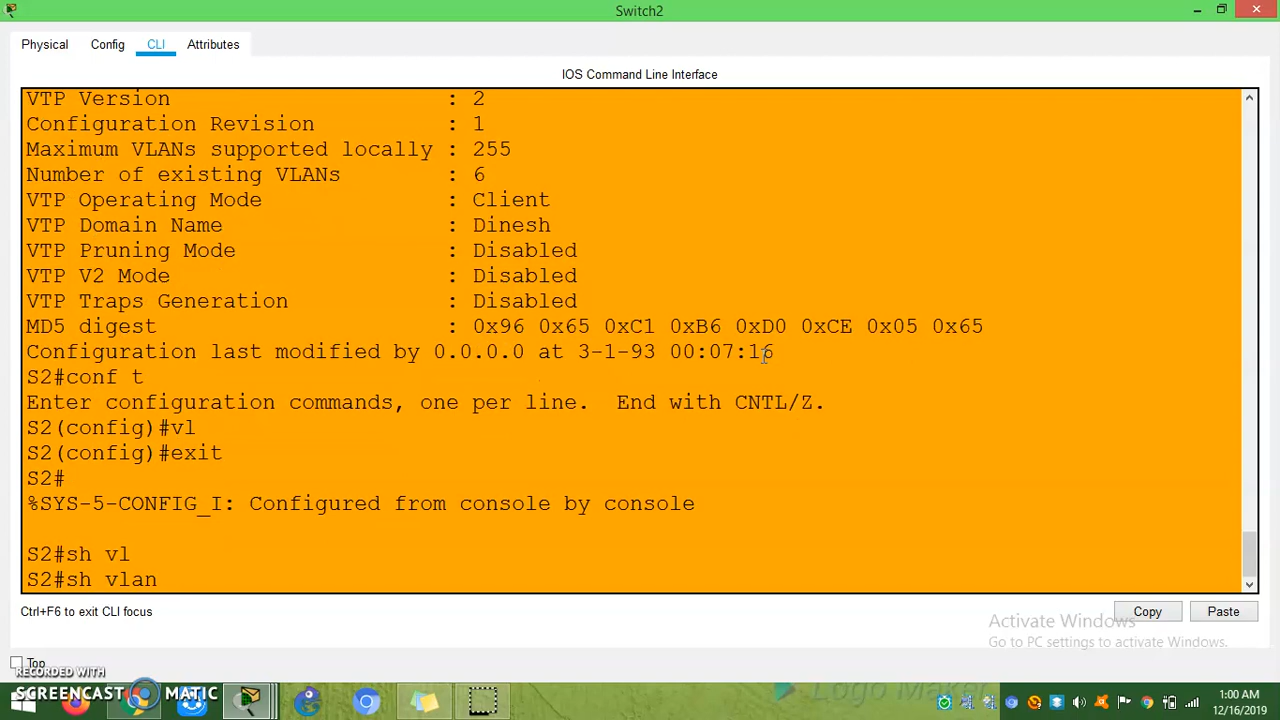 Switch2
Physical Config CLI Attributes
IOS Command Line Interface
VTP Version : 2
Configuration Revision : 1
Maximum VLANs supported locally : 255
Number of existing VLANs : 6
VTP Operating Mode : Client
VTP Domain Name : Dinesh
VTP Pruning Mode : Disabled
VTP V2 Mode : Disabled
VTP Traps Generation : Disabled
MD5 digest : 0x96 0x65 0xC1 0xB6 0xD0 0xCE 0x05 0x65
Configuration last modified by 0.0.0.0 at 3-1-93 00:07:16
S2#conf t
Enter configuration commands, one per line. End with CNTL/Z.
S2(config)#vl
S2(config)#exit
S2#
%SYS-5-CONFIG_I: Configured from console by console
S2#sh vl
S2#sh vlan
Ctrl+F6 to exit CLI focus
Copy Paste
Activate Windows
Go to PC settings to activate Windows.
Top
RECORDED WITH
SCREENCAST MATIC
Logo Maker
1:00 AM
12/16/2019